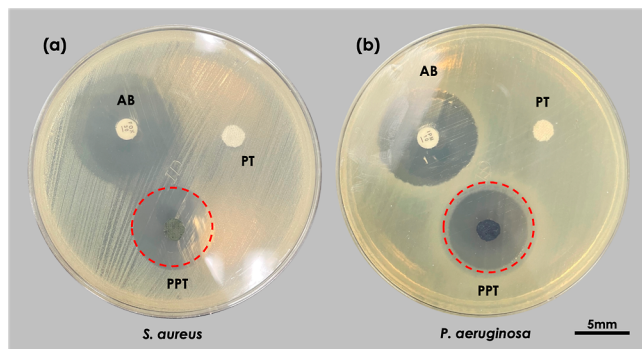 (a)
AB
PT
PPT
S. aureus
(b)
AB
PT
PPT
P. aeruginosa
5mm